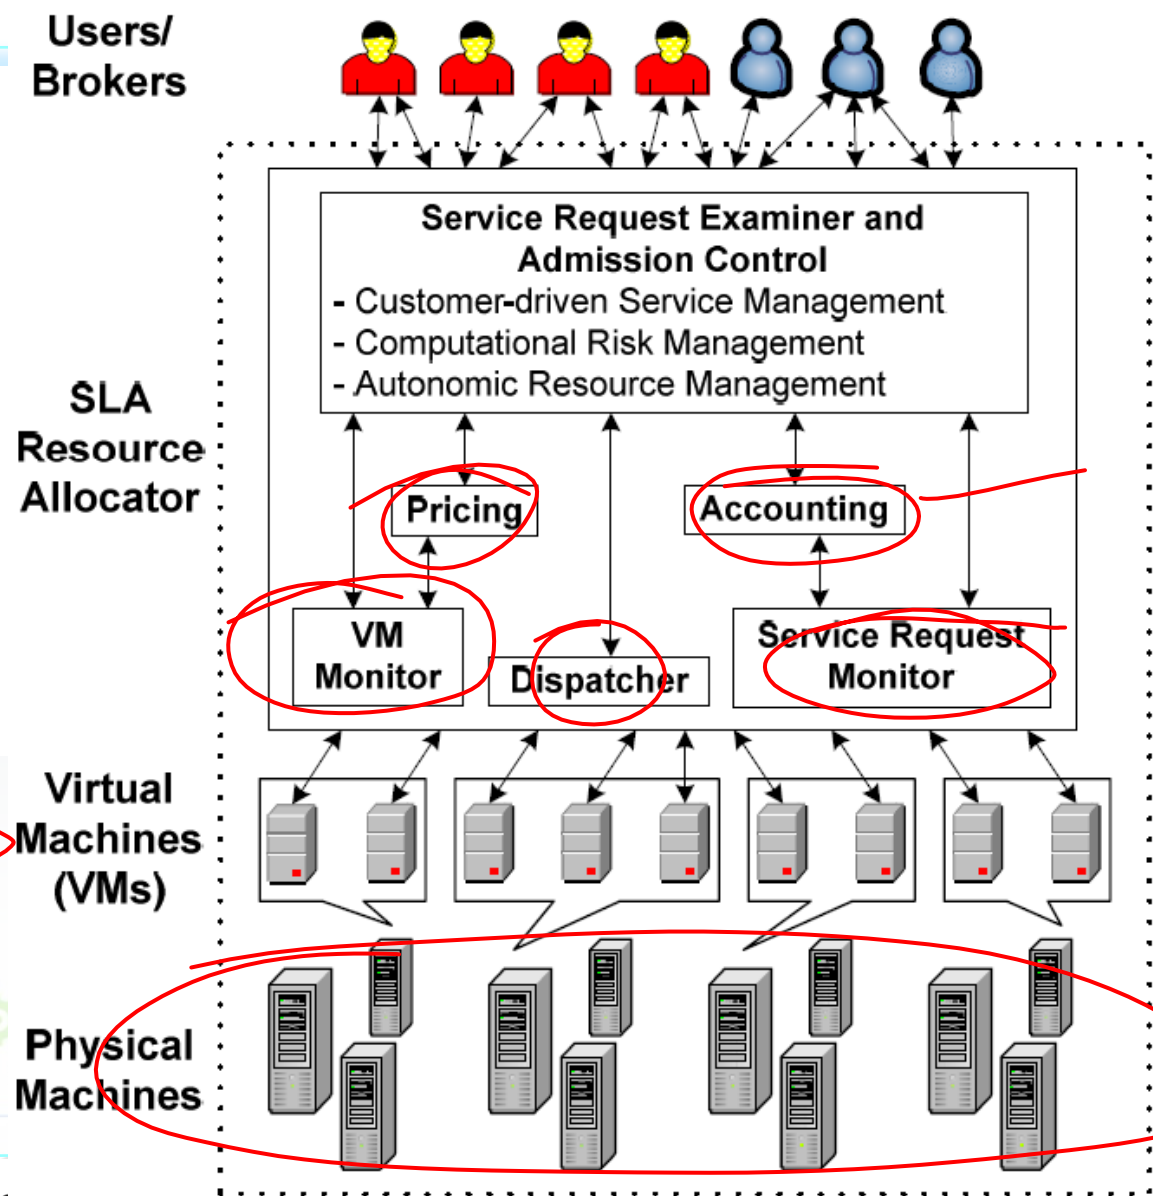 Users/
Brokers
Service Request Examiner and
Admission Control
- Customer-driven Service Management
- Computational Risk Management
- Autonomic Resource Management
SLA
Resource
Allocator
Pricing
Accounting
VM
Monitor
Dispatcher
Service Request
Monitor
Virtual
Machines
(VMs)
Physical
Machines